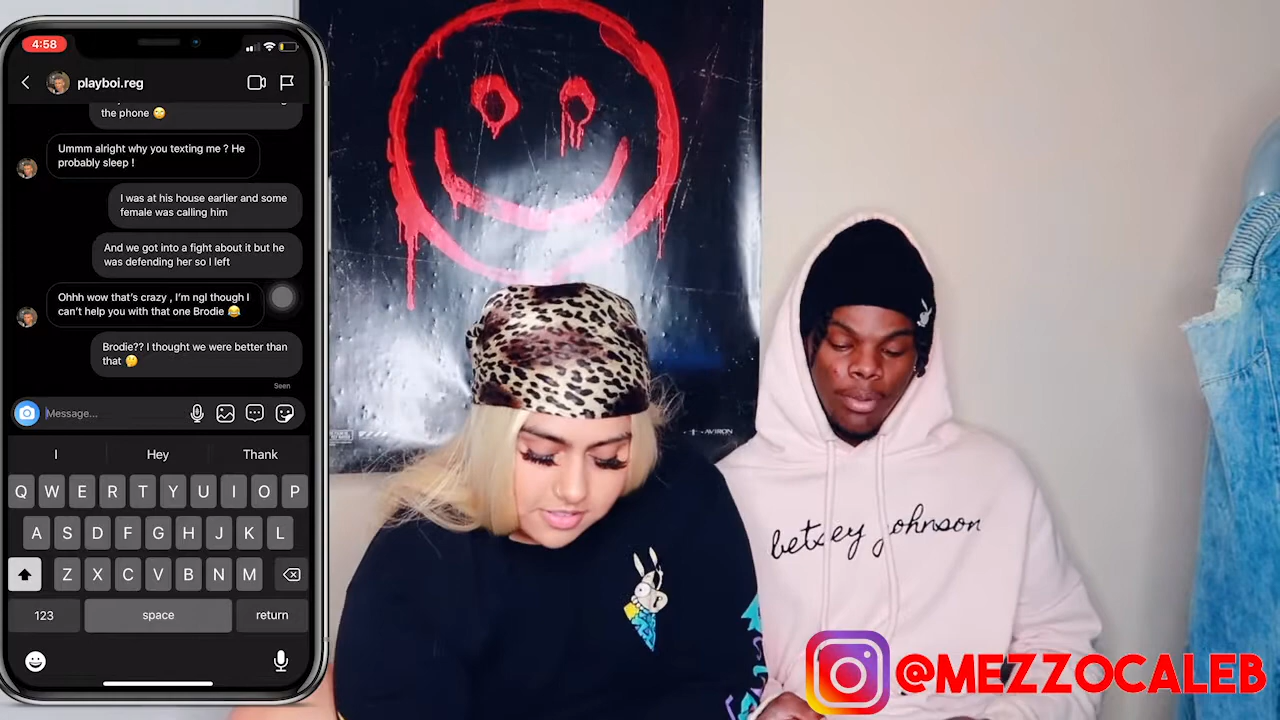 4:58
playboi.reg
the phone 🙄
Ummm alright why you texting me ? He
probably sleep !
I was at his house earlier and some
female was calling him
And we got into a fight about it but he
was defending her so I left
Ohhh wow that's crazy , I'm ngl though I
can't help you with that one Brodie 😂
Brodie?? I thought we were better than
that 🤔
Seen
Message...
I Hey Thank
Q W E R T Y U I O P
A S D F G H J K L
Z X C V B N M
123 space return
AVIRON
betsey johnson
@MEZZOCALEB